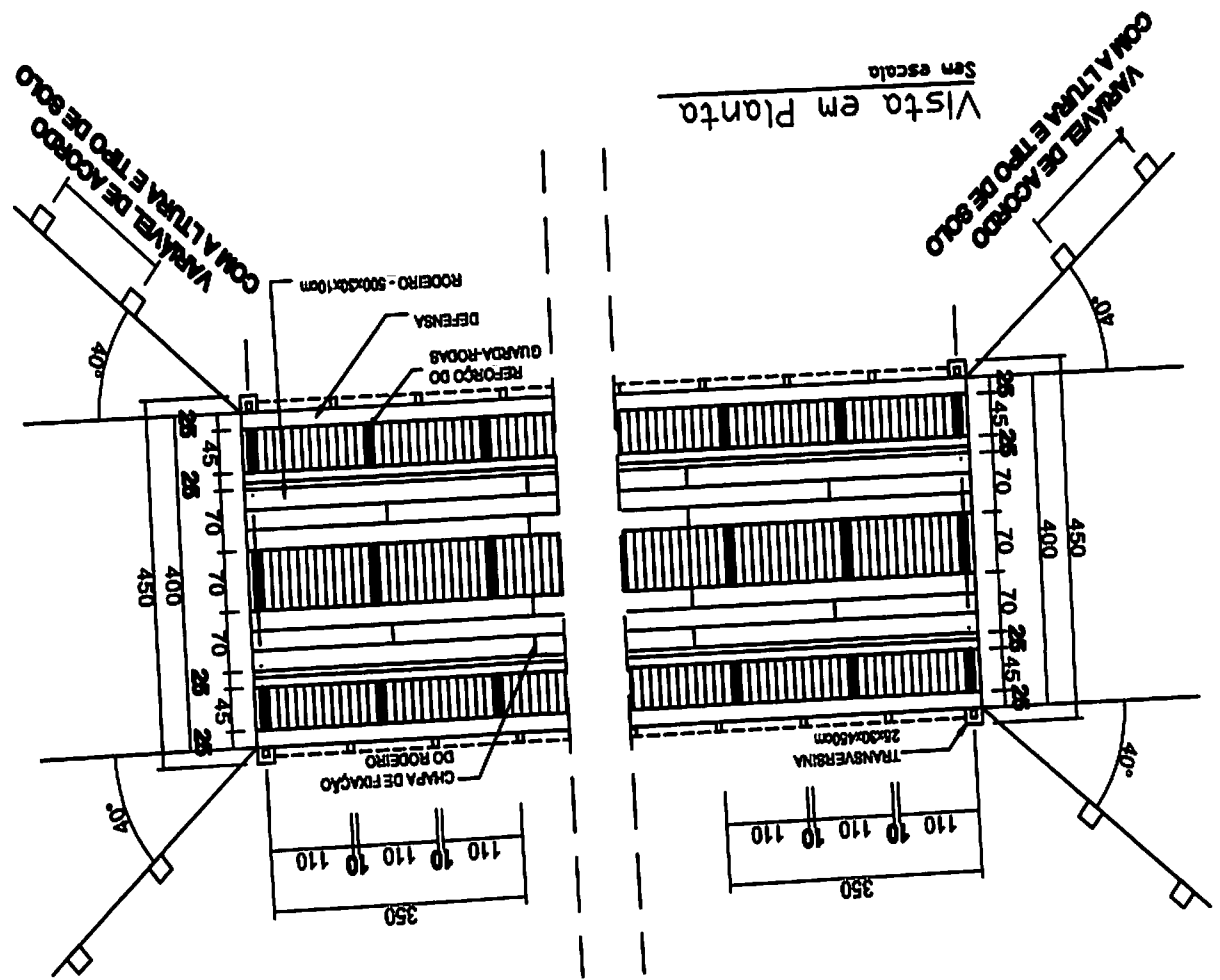 350
350
110 10 110 10 110
110 10 110 10 110
TRANSVERSINA
25x30x450cm
CHAPA DE FIXAÇÃO
DO RODEIRO
40°
40°
25
45
25
70
70
70
25
45
25
400
450
25
45
25
70
70
70
25
45
25
400
450
REFORÇO DO
GUARDA-RODAS
DEFENSA
RODEIRO - 500x30x10cm
40°
40°
VARIÁVEL DE ACORDO
COM A LTURA E TIPO DE SOLO
VARIÁVEL DE ACORDO
COM A LTURA E TIPO DE SOLO
Vista em Planta
Sem escala